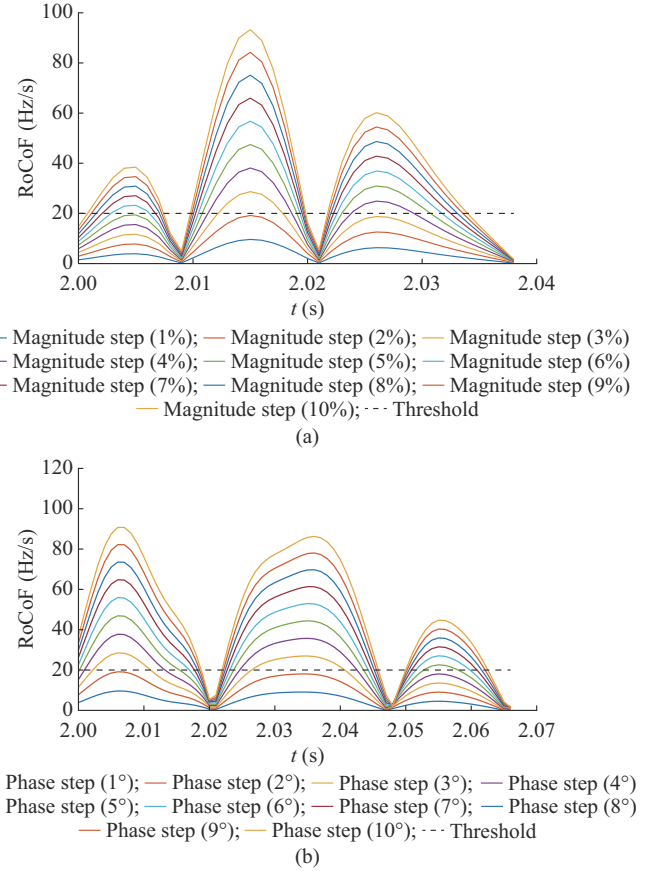 100
80
60
40
20
0
RoCoF (Hz/s)
2.00 2.01 2.02 2.03 2.04
t (s)
Magnitude step (1%); Magnitude step (2%); Magnitude step (3%)
Magnitude step (4%); Magnitude step (5%); Magnitude step (6%)
Magnitude step (7%); Magnitude step (8%); Magnitude step (9%)
Magnitude step (10%); Threshold
(a)
120
100
80
60
40
20
0
RoCoF (Hz/s)
2.00 2.01 2.02 2.03 2.04 2.05 2.06 2.07
t (s)
Phase step (1°); Phase step (2°); Phase step (3°); Phase step (4°)
Phase step (5°); Phase step (6°); Phase step (7°); Phase step (8°)
Phase step (9°); Phase step (10°); Threshold
(b)